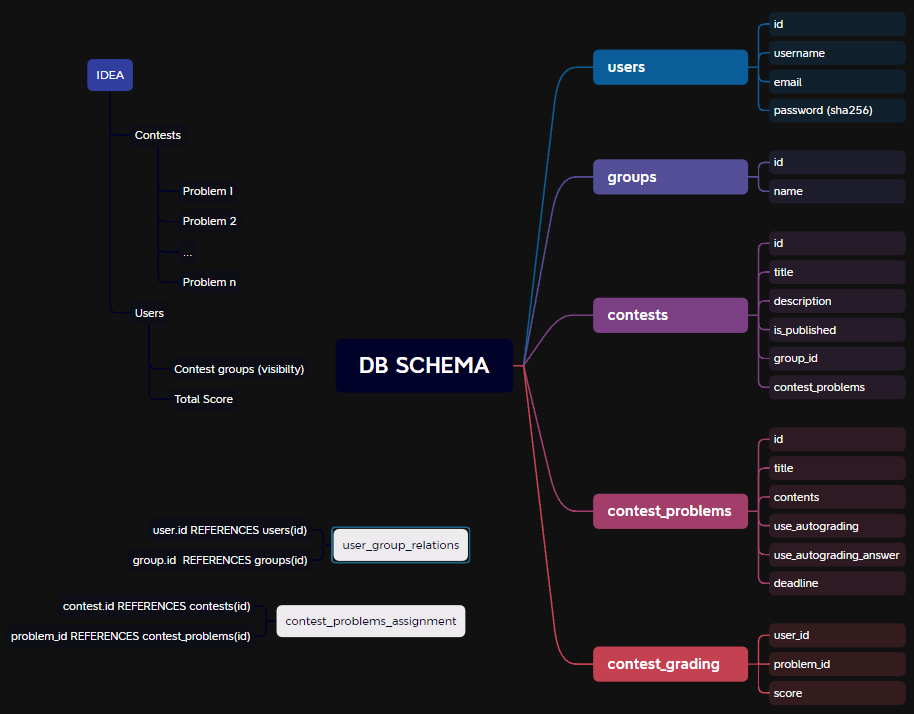 IDEA
Contests
Problem 1
Problem 2
...
Problem n
Users
Contest groups (visibilty)
Total Score
DB SCHEMA
users
id
username
email
password (sha256)
groups
id
name
contests
id
title
description
is_published
group_id
contest_problems
contest_problems
id
title
contents
use_autograding
use_autograding_answer
deadline
contest_grading
user_id
problem_id
score
user_group_relations
user.id REFERENCES users(id)
group.id REFERENCES groups(id)
contest_problems_assignment
contest.id REFERENCES contests(id)
problem_id REFERENCES contest_problems(id)